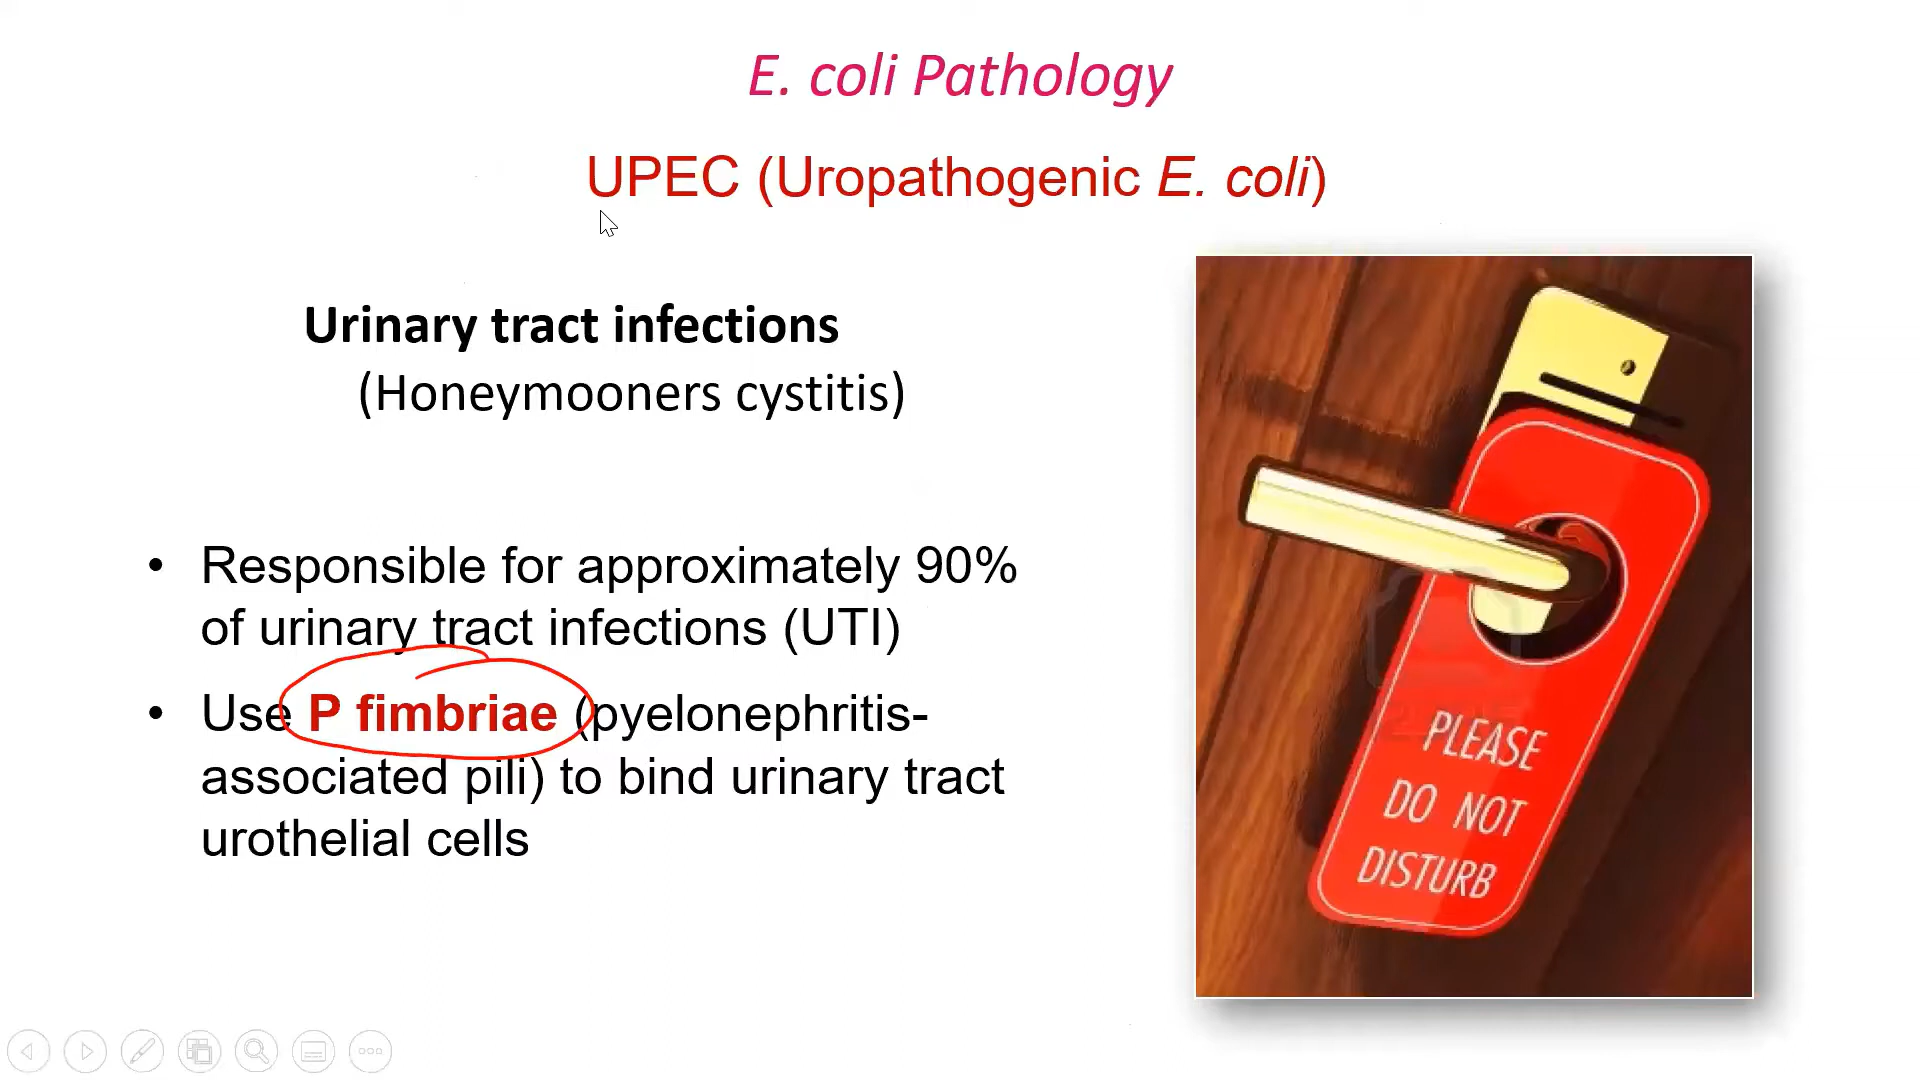 E. coli Pathology
UPEC (Uropathogenic E. coli)
Urinary tract infections
(Honeymooners cystitis)
• Responsible for approximately 90%
of urinary tract infections (UTI)
• Use P fimbriae (pyelonephritis-
associated pili) to bind urinary tract
urothelial cells
PLEASE
DO NOT
DISTURB